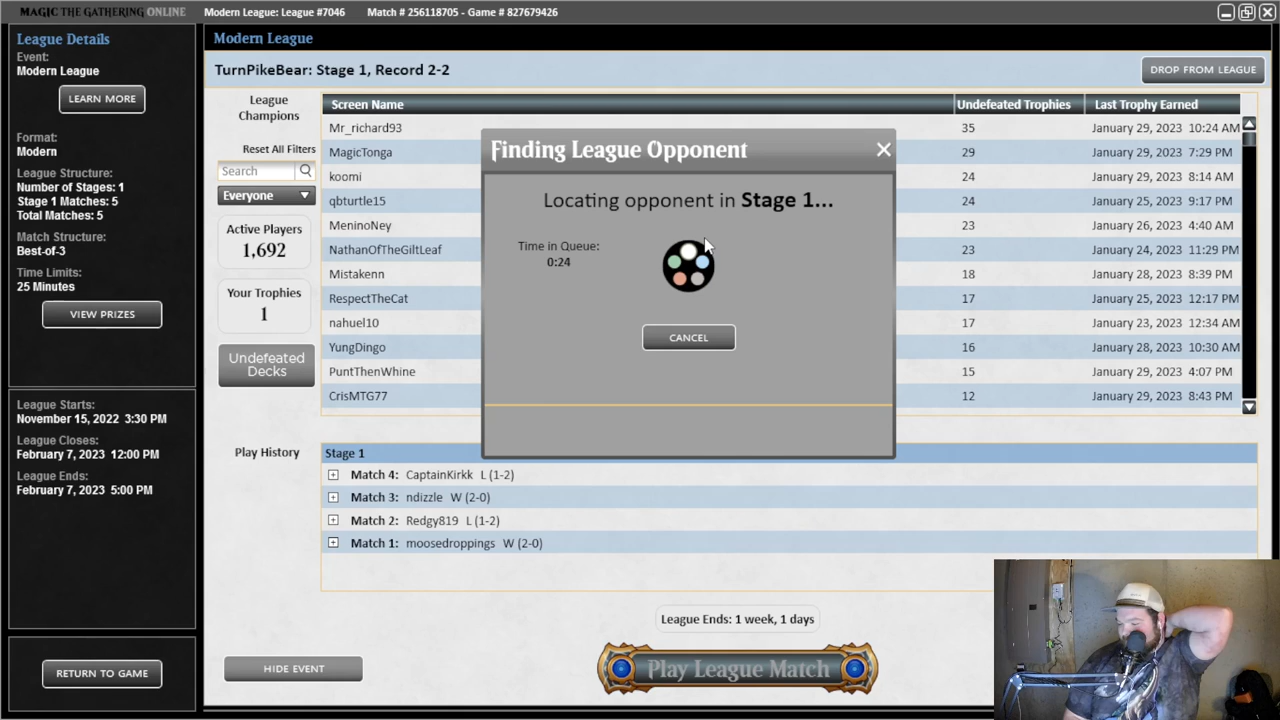 MAGIC THE GATHERING ONLINE
Modern League: League #7046
Match # 256118705 - Game # 827679426
League Details
Event:
Modern League
LEARN MORE
Format:
Modern
League Structure:
Number of Stages: 1
Stage 1 Matches: 5
Total Matches: 5
Match Structure:
Best-of-3
Time Limits:
25 Minutes
VIEW PRIZES
League Starts:
November 15, 2022 3:30 PM
League Closes:
February 7, 2023 12:00 PM
League Ends:
February 7, 2023 5:00 PM
RETURN TO GAME
Modern League
TurnPikeBear: Stage 1, Record 2-2
DROP FROM LEAGUE
League
Champions
Reset All Filters
Search
Everyone
Active Players
1,692
Your Trophies
1
Undefeated
Decks
Screen Name Undefeated Trophies Last Trophy Earned
Mr_richard93 35 January 29, 2023 10:24 AM
MagicTonga 29 January 29, 2023 7:29 PM
koomi 24 January 29, 2023 8:14 AM
qbturtle15 24 January 25, 2023 9:17 PM
MeninoNey 23 January 26, 2023 4:40 AM
NathanOfTheGiltLeaf 23 January 24, 2023 11:29 PM
Mistakenn 18 January 28, 2023 8:39 PM
RespectTheCat 17 January 25, 2023 12:17 PM
nahuel10 17 January 23, 2023 12:34 AM
YungDingo 16 January 28, 2023 10:30 AM
PuntThenWhine 15 January 29, 2023 4:07 PM
CrisMTG77 12 January 29, 2023 8:43 PM
Finding League Opponent
Locating opponent in Stage 1...
Time in Queue:
0:24
CANCEL
Play History
Stage 1
Match 4: CaptainKirkk L (1-2)
Match 3: ndizzle W (2-0)
Match 2: Redgy819 L (1-2)
Match 1: moosedroppings W (2-0)
League Ends: 1 week, 1 days
HIDE EVENT
Play League Match